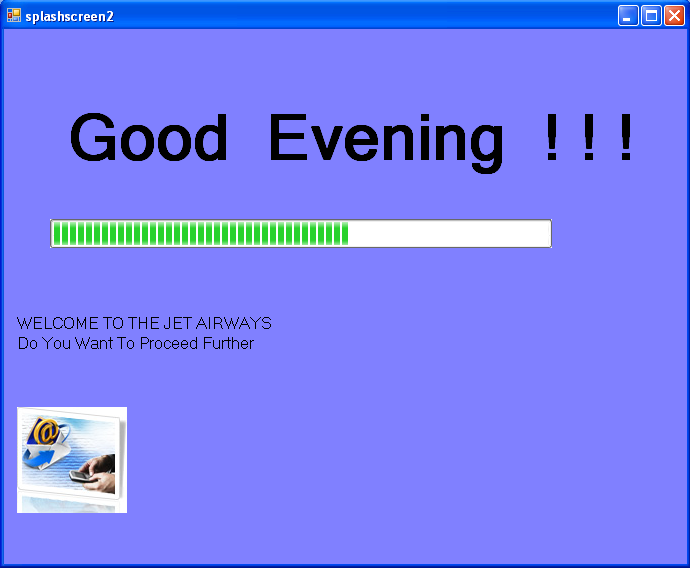 splashscreen2
Good Evening !!!
WELCOME TO THE JET AIRWAYS
Do You Want To Proceed Further
@